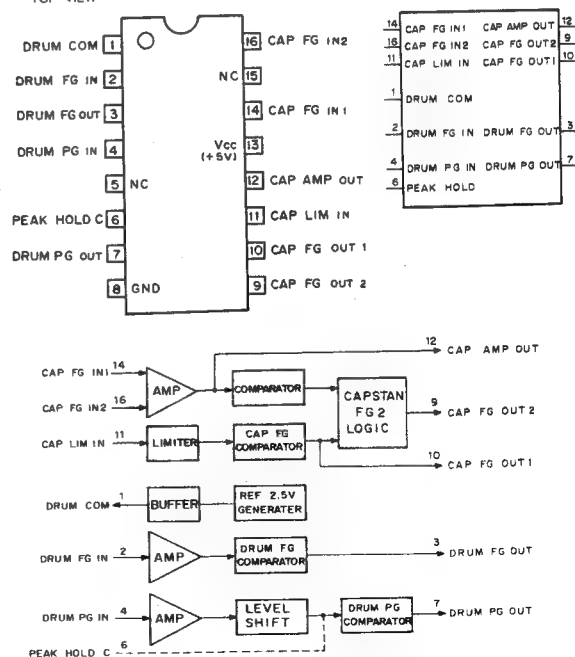 TOP VIEW
DRUM COM 1
DRUM FG IN 2
DRUM FG OUT 3
DRUM PG IN 4
5 NC
PEAK HOLD C 6
DRUM PG OUT 7
8 GND
16 CAP FG IN2
NC 15
14 CAP FG IN1
Vcc (+5V) 13
12 CAP AMP OUT
11 CAP LIM IN
10 CAP FG OUT 1
9 CAP FG OUT 2
14 CAP FG IN1 CAP AMP OUT 12
16 CAP FG IN2 CAP FG OUT2 9
11 CAP LIM IN CAP FG OUT1 10
1 DRUM COM
2 DRUM FG IN DRUM FG OUT 3
4 DRUM PG IN DRUM PG OUT 7
6 PEAK HOLD
12 CAP AMP OUT
CAP FG IN1 14
CAP FG IN2 16
AMP
COMPARATOR
CAPSTAN
FG2
LOGIC
9 CAP FG OUT 2
CAP LIM IN 11
LIMITER
CAP FG
COMPARATOR
10 CAP FG OUT 1
DRUM COM 1
BUFFER
REF 2.5V
GENERATER
DRUM FG IN 2
AMP
DRUM FG
COMPARATOR
3 DRUM FG OUT
DRUM PG IN 4
AMP
LEVEL
SHIFT
DRUM PG
COMPARATOR
7 DRUM PG OUT
PEAK HOLD C 6